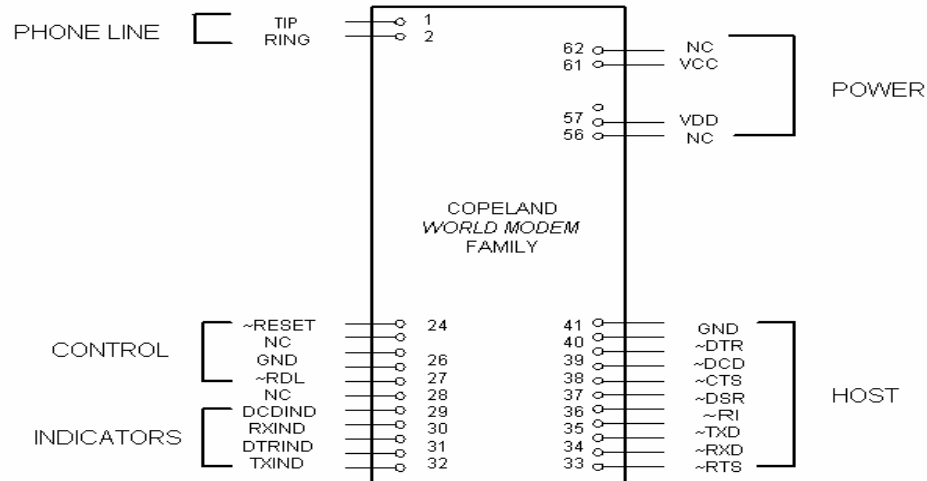 PHONE LINE
TIP
RING
1
2
62 NC
61 VCC
57 VDD
56 NC
POWER
COPELAND
WORLD MODEM
FAMILY
CONTROL
~RESET 24
NC
GND 26
~RDL 27
NC 28
INDICATORS
DCDIND 29
RXIND 30
DTRIND 31
TXIND 32
41 GND
40 ~DTR
39 ~DCD
38 ~CTS
37 ~DSR
36 ~RI
35 ~TXD
34 ~RXD
33 ~RTS
HOST